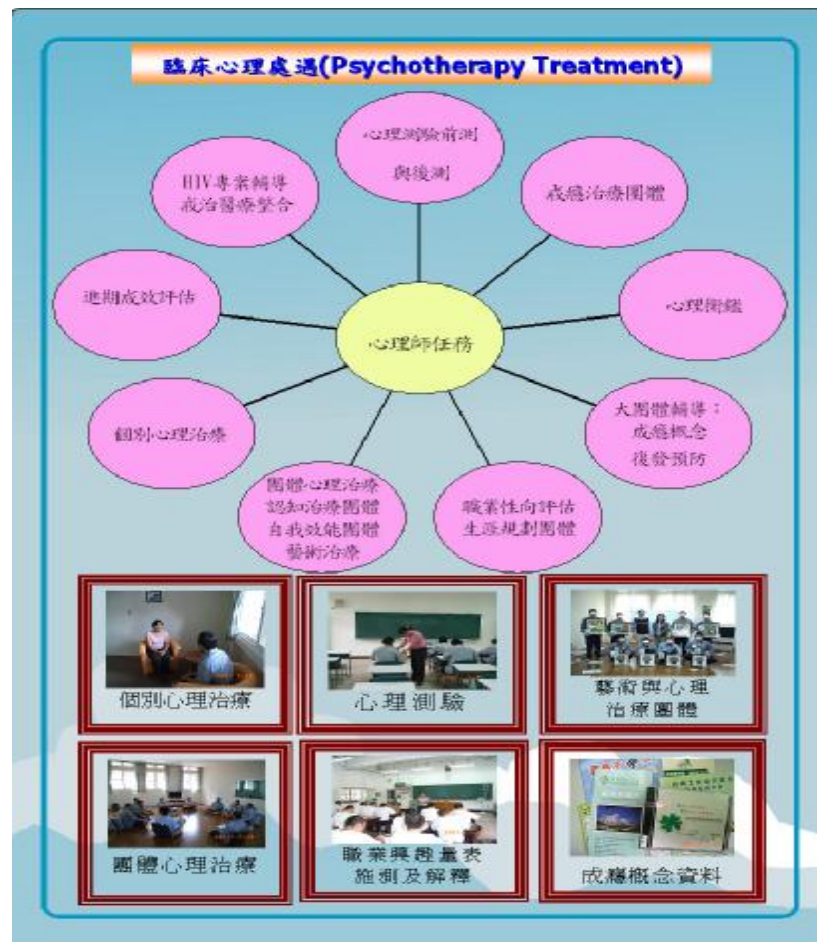 臨床心理處遇(Psychotherapy Treatment)
心理測驗前測
與後測
HIV專案輔導
戒治醫療整合
戒癮治療團體
進期成效評估
心理衡鑑
心理師任務
個別心理治療
大團體輔導：
成癮概念
復發預防
團體心理治療
認知治療團體
自我效能團體
藝術治療
職業性向評估
生涯規劃團體
個別心理治療
心理測驗
藝術與心理
治療團體
團體心理治療
職業興趣量表
施測及解釋
成癮概念資料